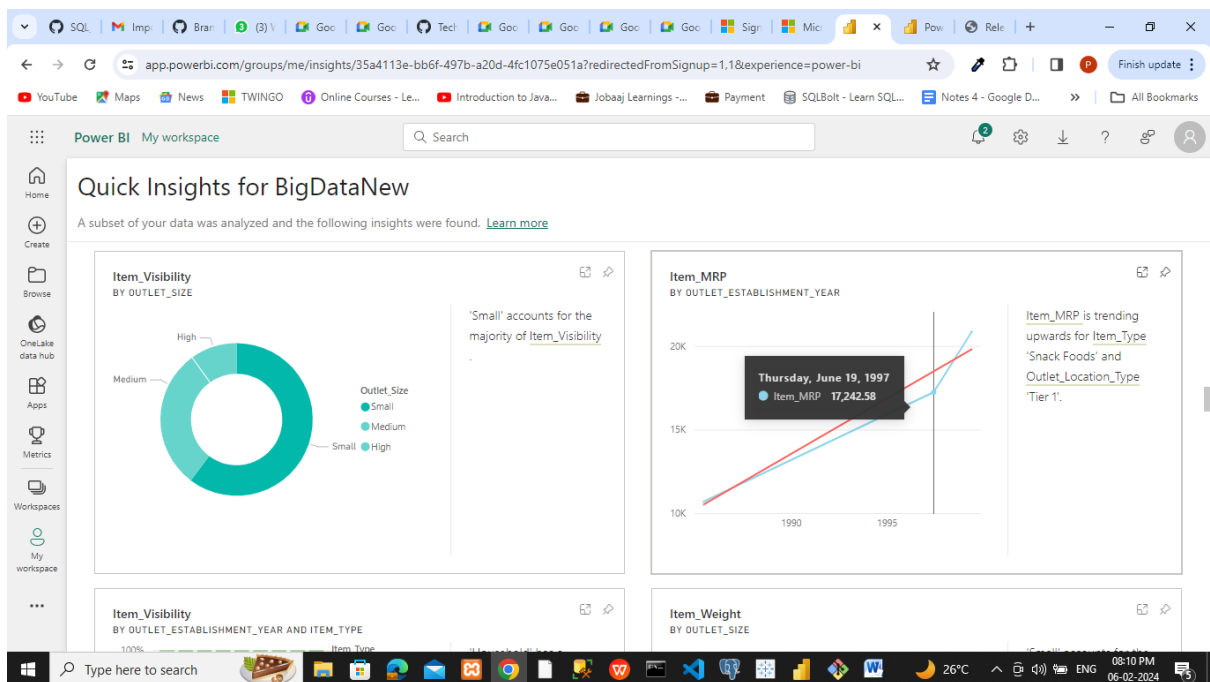 SQL
Imp
Bran
(3) V
Goo
Goo
Tech
Goo
Goo
Goo
Goo
Sign
Mic
Pow
Rele
app.powerbi.com/groups/me/insights/35a4113e-bb6f-497b-a20d-4fc1075e051a?redirectedFromSignup=1,1&experience=power-bi
P
Finish update
YouTube
Maps
News
TWINGO
Online Courses - Le...
Introduction to Java...
Jobaaj Learnings -...
Payment
SQLBolt - Learn SQL...
Notes 4 - Google D...
All Bookmarks
Power BI My workspace
Search
2
Home
Create
Browse
OneLake
data hub
Apps
Metrics
Workspaces
My
workspace
Quick Insights for BigDataNew
A subset of your data was analyzed and the following insights were found. Learn more
Item_Visibility
BY OUTLET_SIZE
High
Medium
Small
Outlet_Size
Small
Medium
High
'Small' accounts for the
majority of Item_Visibility
.
Item_MRP
BY OUTLET_ESTABLISHMENT_YEAR
20K
15K
10K
1990 1995
Thursday, June 19, 1997
Item_MRP 17,242.58
Item_MRP is trending
upwards for Item_Type
'Snack Foods' and
Outlet_Location_Type
'Tier 1'.
Item_Visibility
BY OUTLET_ESTABLISHMENT_YEAR AND ITEM_TYPE
100%
Item Type
Item_Weight
BY OUTLET_SIZE
Type here to search
26°C
ENG
08:10 PM
06-02-2024
5